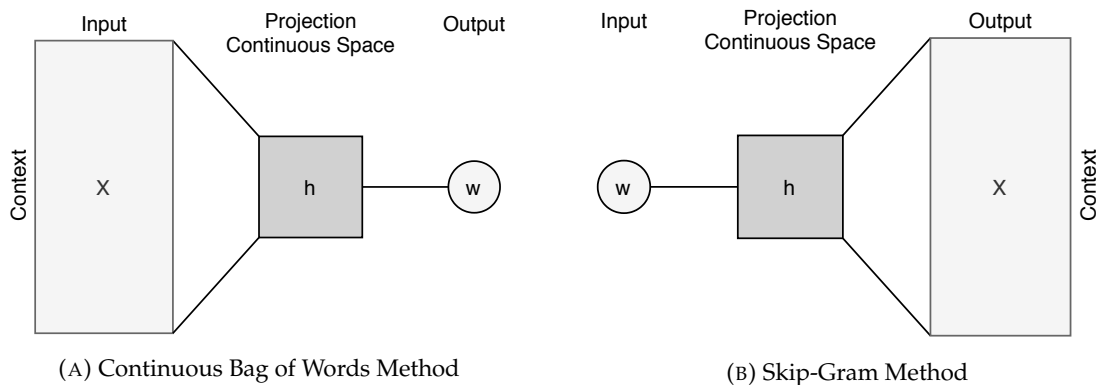 Input
Projection
Continuous Space
Output
Context
X
h
w
(A) Continuous Bag of Words Method
Input
Projection
Continuous Space
Output
w
h
X
Context
(B) Skip-Gram Method